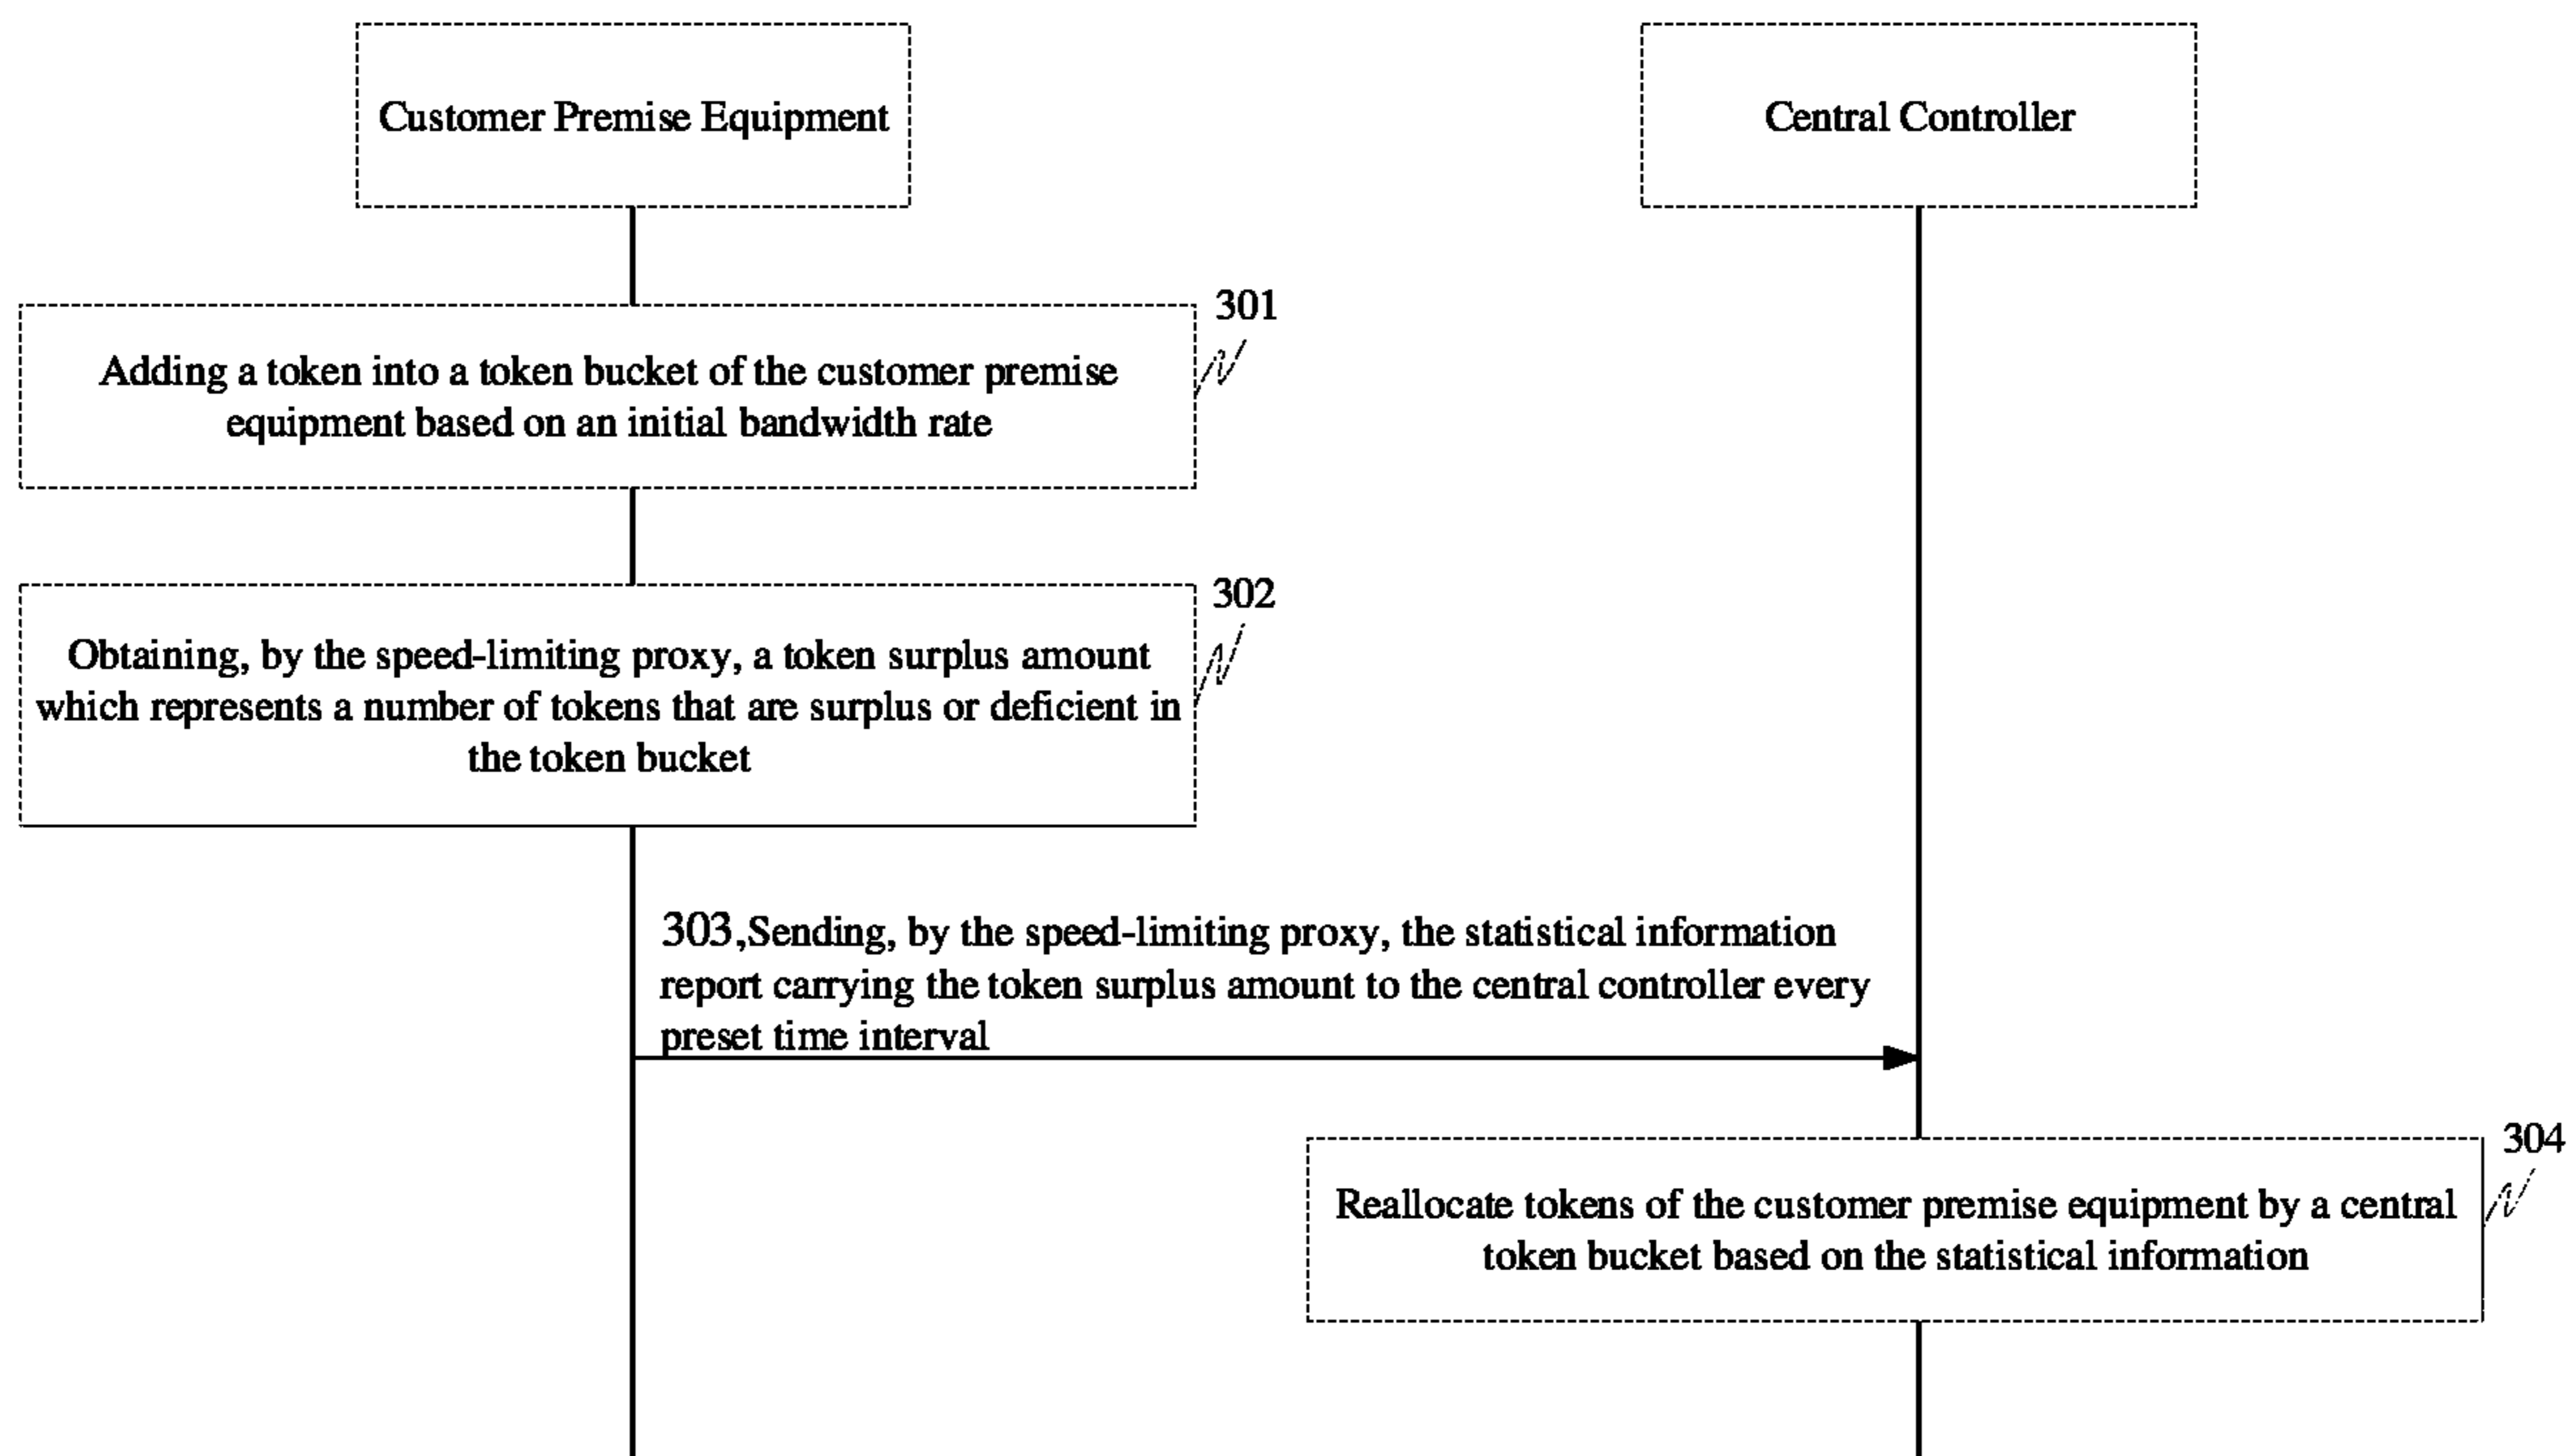 Customer Premise Equipment
Central Controller
301
Adding a token into a token bucket of the customer premise
equipment based on an initial bandwidth rate
302
Obtaining, by the speed-limiting proxy, a token surplus amount
which represents a number of tokens that are surplus or deficient in
the token bucket
303,Sending, by the speed-limiting proxy, the statistical information
report carrying the token surplus amount to the central controller every
preset time interval
304
Reallocate tokens of the customer premise equipment by a central
token bucket based on the statistical information